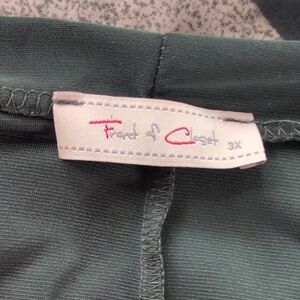 Front of Closet
3X